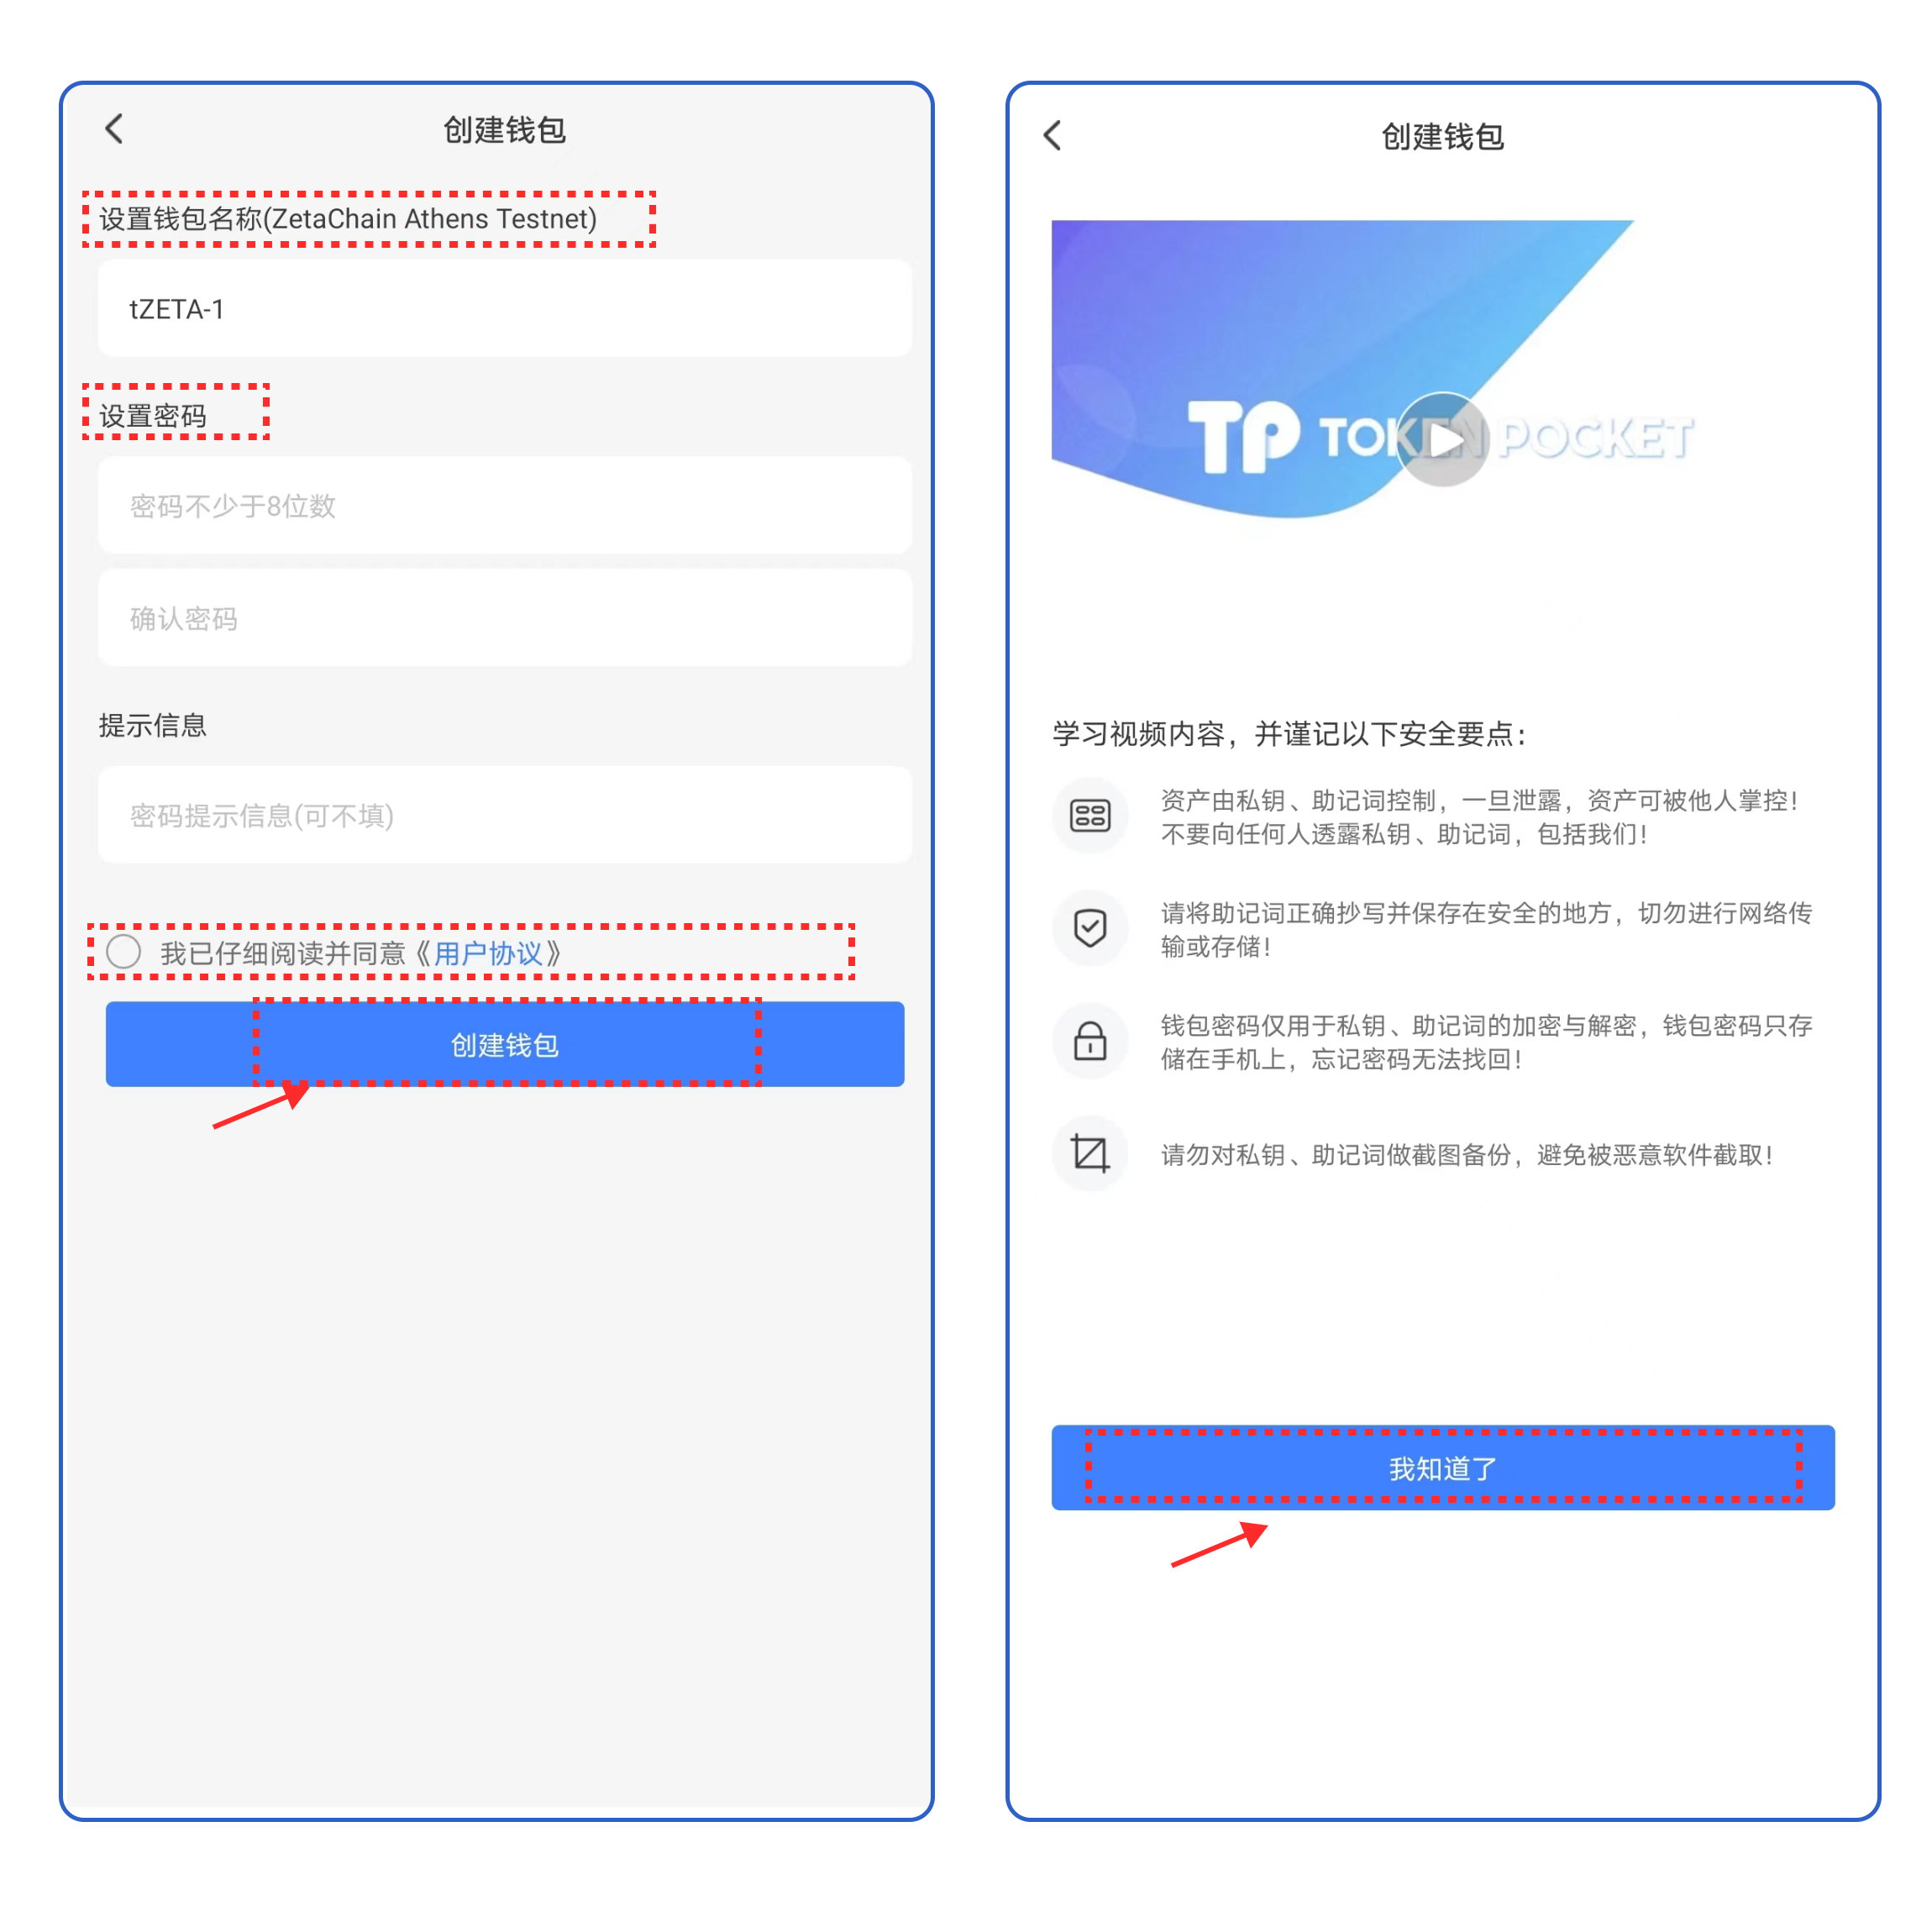 创建钱包
设置钱包名称(ZetaChain Athens Testnet)
tZETA-1
设置密码
密码不少于8位数
确认密码
提示信息
密码提示信息(可不填)
我已仔细阅读并同意《用户协议》
创建钱包
创建钱包
TP TOKEN POCKET
学习视频内容，并谨记以下安全要点：
资产由私钥、助记词控制，一旦泄露，资产可被他人掌控！
不要向任何人透露私钥、助记词，包括我们！
请将助记词正确抄写并保存在安全的地方，切勿进行网络传
输或存储！
钱包密码仅用于私钥、助记词的加密与解密，钱包密码只存
储在手机上，忘记密码无法找回！
请勿对私钥、助记词做截图备份，避免被恶意软件截取！
我知道了